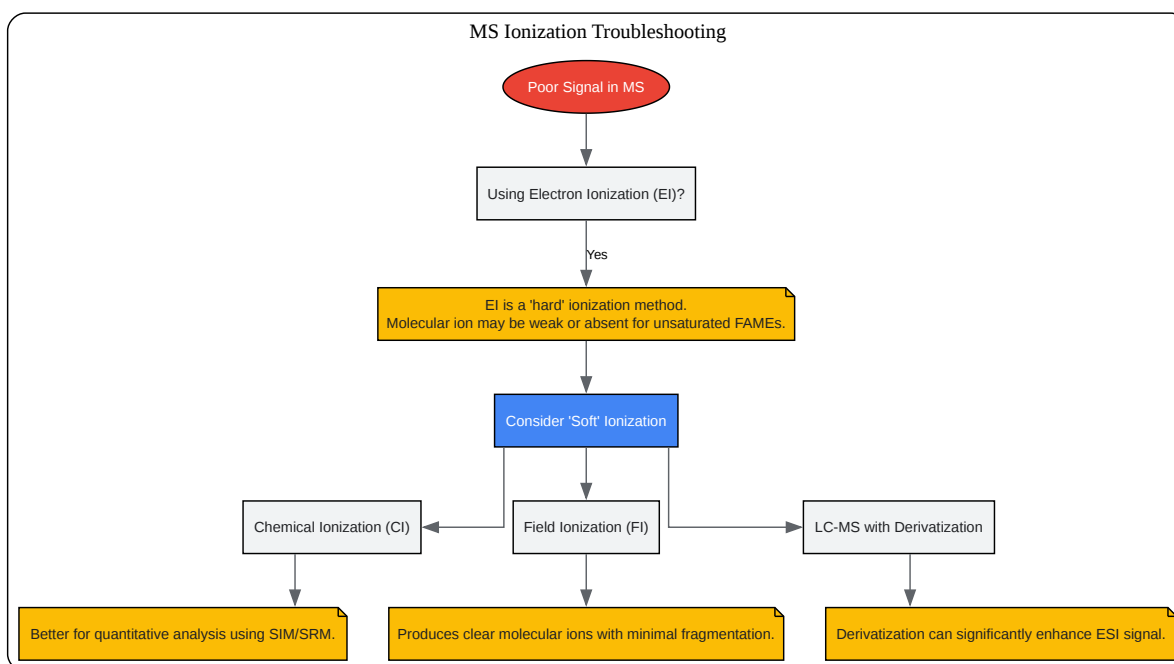 MS Ionization Troubleshooting
Poor Signal in MS
Using Electron Ionization (EI)?
Yes
EI is a 'hard' ionization method.
Molecular ion may be weak or absent for unsaturated FAMEs.
Consider 'Soft' Ionization
Chemical Ionization (CI)
Field Ionization (FI)
LC-MS with Derivatization
Better for quantitative analysis using SIM/SRM.
Produces clear molecular ions with minimal fragmentation.
Derivatization can significantly enhance ESI signal.